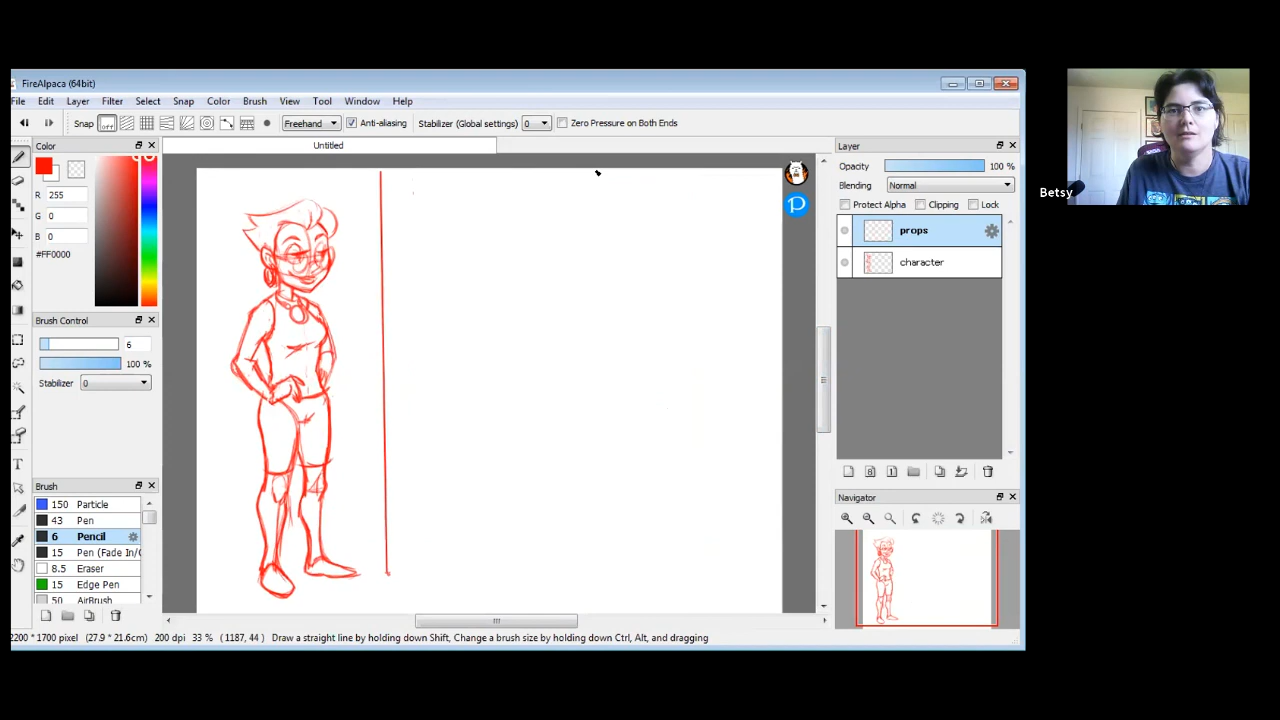 FireAlpaca (64bit)
File Edit Layer Filter Select Snap Color Brush View Tool Window Help
Snap off Freehand Anti-aliasing Stabilizer (Global settings) 0 Zero Pressure on Both Ends
Color
Untitled
Layer
R 255
G 0
B 0
#FF0000
Opacity 100 %
Blending Normal
Protect Alpha Clipping Lock
props
character
Brush Control
6
100 %
Stabilizer 0
Brush
150 Particle
43 Pen
6 Pencil
15 Pen (Fade In/O
8.5 Eraser
15 Edge Pen
50 AirBrush
T
P
8
1
Navigator
2200 * 1700 pixel (27.9 * 21.6cm) 200 dpi 33 % ( 1187, 44 ) Draw a straight line by holding down Shift, Change a brush size by holding down Ctrl, Alt, and dragging
Betsy